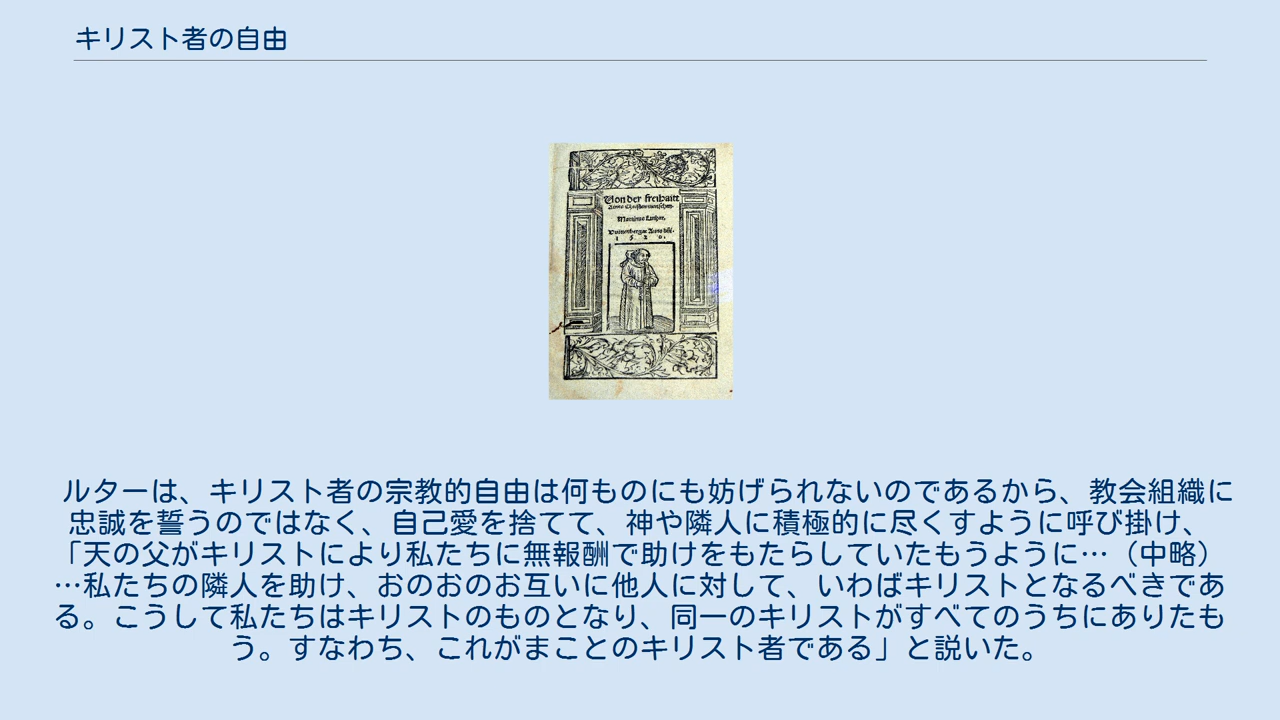 キリスト者の自由
Von der freihaitt
Martinus Luther.
1 5 2 0.
ルターは、キリスト者の宗教的自由は何ものにも妨げられないのであるから、教会組織に
忠誠を誓うのではなく、自己愛を捨てて、神や隣人に積極的に尽くすように呼び掛け、
「天の父がキリストにより私たちに無報酬で助けをもたらしていたもうように…（中略）
…私たちの隣人を助け、おのおのお互いに他人に対して、いわばキリストとなるべきであ
る。こうして私たちはキリストのものとなり、同一のキリストがすべてのうちにありたも
う。すなわち、これがまことのキリスト者である」と説いた。